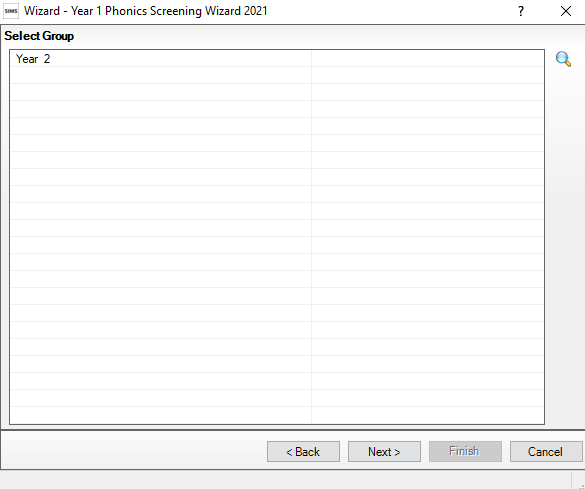 SIMS Wizard - Year 1 Phonics Screening Wizard 2021 ?
Select Group
Year 2
< Back Next > Finish Cancel